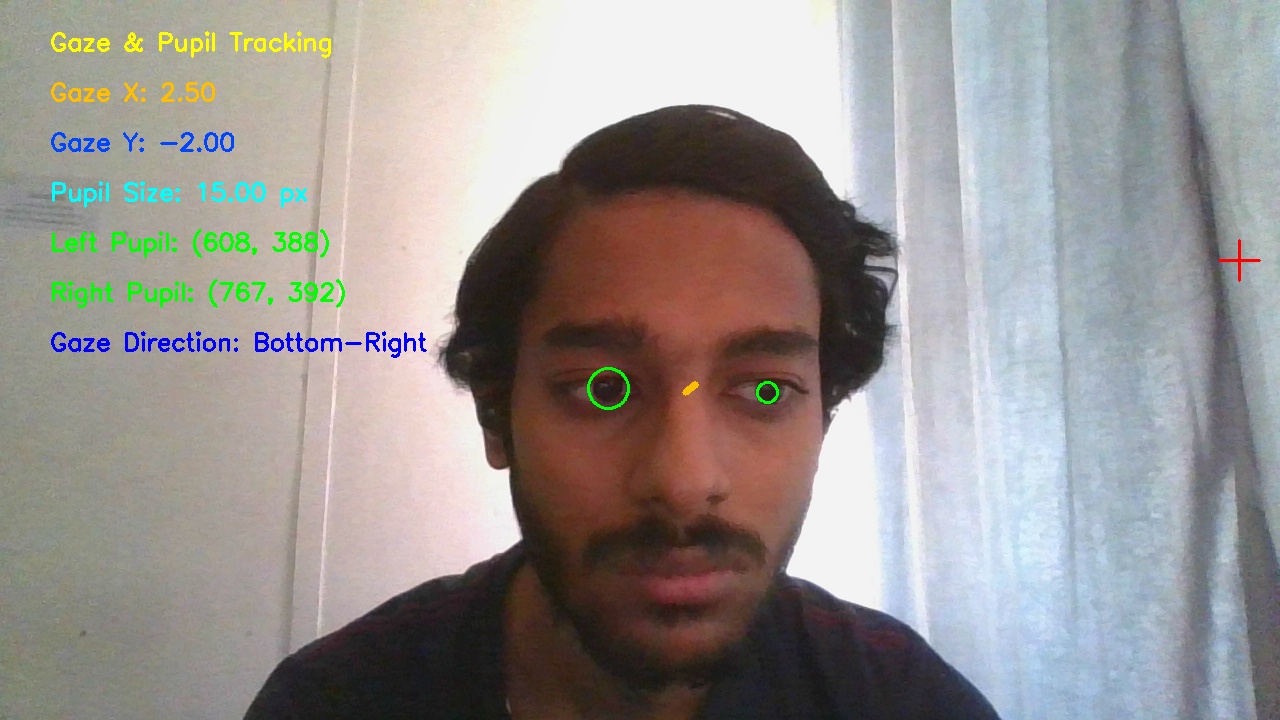 Gaze & Pupil Tracking
Gaze X: 2.50
Gaze Y: -2.00
Pupil Size: 15.00 px
Left Pupil: (608, 388)
Right Pupil: (767, 392)
Gaze Direction: Bottom-Right